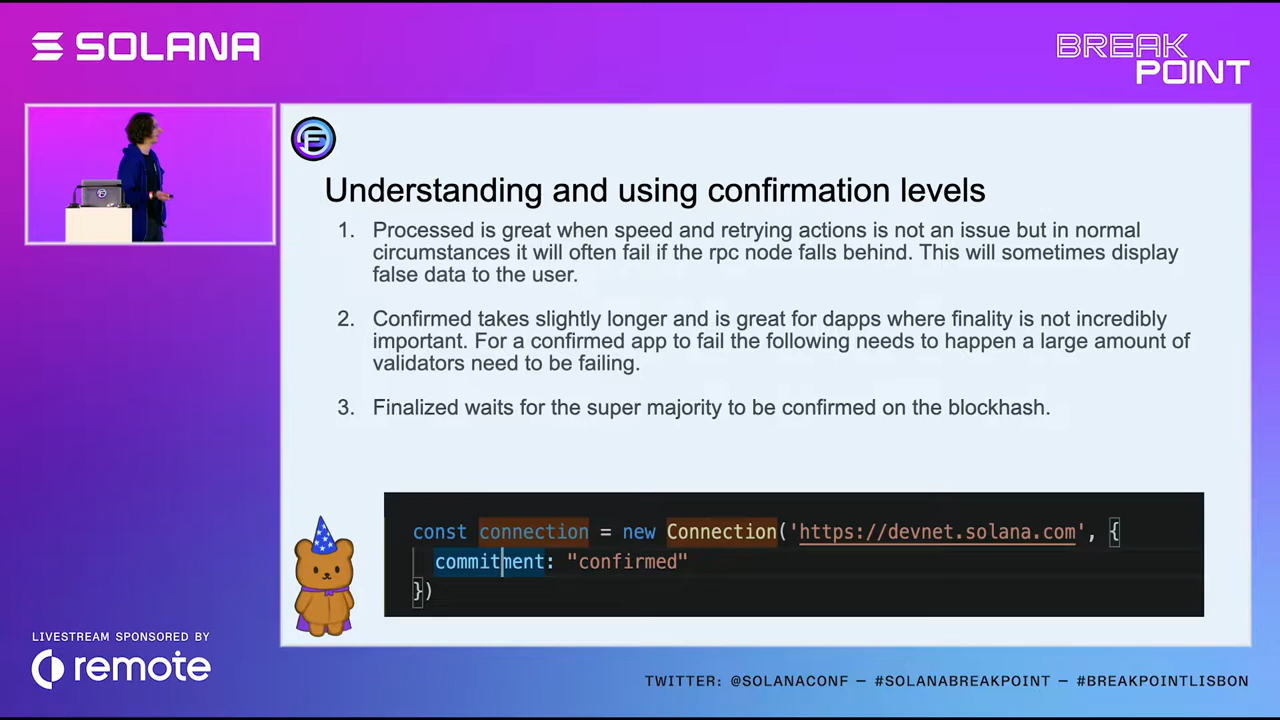 SOLANA
BREAK
POINT
Understanding and using confirmation levels
1. Processed is great when speed and retrying actions is not an issue but in normal
circumstances it will often fail if the rpc node falls behind. This will sometimes display
false data to the user.
2. Confirmed takes slightly longer and is great for dapps where finality is not incredibly
important. For a confirmed app to fail the following needs to happen a large amount of
validators need to be failing.
3. Finalized waits for the super majority to be confirmed on the blockhash.
const connection = new Connection('https://devnet.solana.com', {
commitment: "confirmed"
})
LIVESTREAM SPONSORED BY
remote
TWITTER: @SOLANACONF — #SOLANABREAKPOINT — #BREAKPOINTLISBON